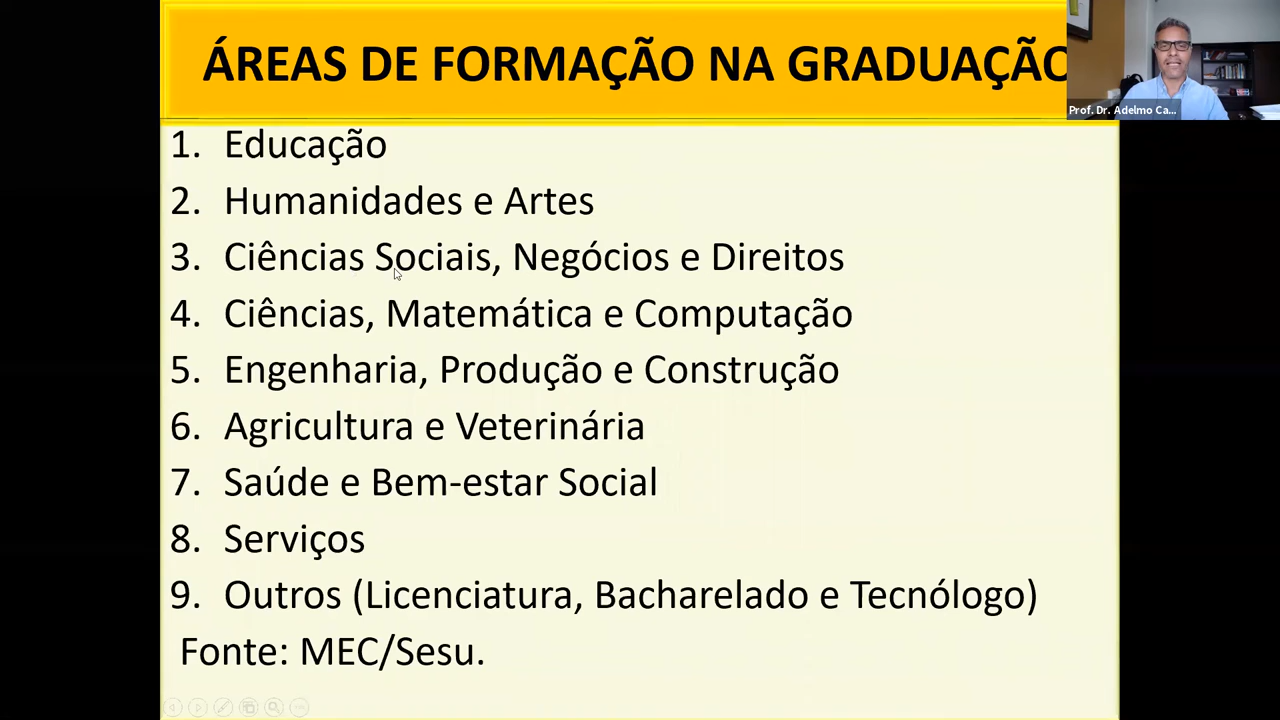 ÁREAS DE FORMAÇÃO NA GRADUAÇÃO
Prof. Dr. Adelmo Ca...
1. Educação
2. Humanidades e Artes
3. Ciências Sociais, Negócios e Direitos
4. Ciências, Matemática e Computação
5. Engenharia, Produção e Construção
6. Agricultura e Veterinária
7. Saúde e Bem-estar Social
8. Serviços
9. Outros (Licenciatura, Bacharelado e Tecnólogo)
Fonte: MEC/Sesu.